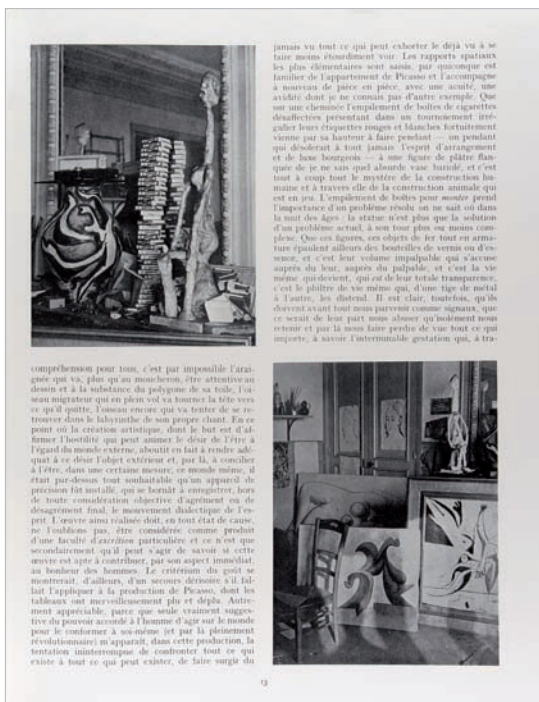 compréhension pour tous, c'est par impossible l'arai-
gnée qui va, plus qu'au moucheron, être attentive au
dessin et à la substance du polygone de sa toile, l'oi-
seau migrateur qui en plein vol va tourner la tête vers
ce qu'il quitte, l'oiseau encore qui va tenter de se re-
trouver dans le labyrinthe de son propre chant. En ce
point où la création artistique, dont le but est d'af-
firmer l'hostilité qui peut animer le désir de l'être à
l'égard du monde externe, aboutit en fait à rendre adé-
quat à ce désir l'objet extérieur et, par là, à concilier
à l'être, dans une certaine mesure, ce monde même, il
était par-dessus tout souhaitable qu'un appareil de
précision fût installé, qui se bornât à enregistrer, hors
de toute considération objective d'agrément ou de
désagrément final, le mouvement dialectique de l'es-
prit. L'œuvre ainsi réalisée doit, en tout état de cause,
ne l'oublions pas, être considérée comme produit
d'une faculté d'excrétion particulière et ce n'est que
secondairement qu'il peut s'agir de savoir si cette
œuvre est apte à contribuer, par son aspect immédiat,
au bonheur des hommes. Le critérium du goût se
montrerait, d'ailleurs, d'un secours dérisoire s'il fal-
lait l'appliquer à la production de Picasso, dont les
tableaux ont merveilleusement plu et déplu. Autre-
ment appréciable, parce que seule vraiment sugges-
tive du pouvoir accordé à l'homme d'agir sur le monde
pour le conformer à soi-même (et par là pleinement
révolutionnaire) m'apparaît, dans cette production, la
tentation ininterrompue de confronter tout ce qui
existe à tout ce qui peut exister, de faire surgir du
jamais vu tout ce qui peut exhorter le déjà vu à se
faire moins étourdiment voir. Les rapports spatiaux
les plus élémentaires sont saisis, par quiconque est
familier de l'appartement de Picasso et l'accompagne
à nouveau de pièce en pièce, avec une acuité, une
avidité dont je ne connais pas d'autre exemple. Que
sur une cheminée l'empilement de boîtes de cigarettes
désaffectées présentant dans un tournoiement irré-
gulier leurs étiquettes rouges et blanches fortuitement
vienne par sa hauteur à faire pendant — un pendant
qui désolerait à tout jamais l'esprit d'arrangement
et de luxe bourgeois — à une figure de plâtre flan-
quée de je ne sais quel absurde vase bariolé, et c'est
tout à coup tout le mystère de la construction hu-
maine et à travers elle de la construction animale qui
est en jeu. L'empilement de boîtes pour monter prend
l'importance d'un problème résolu on ne sait où dans
la nuit des âges : la statue n'est plus que la solution
d'un problème actuel, à son tour plus ou moins com-
plexe. Que ces figures, ces objets de fer tout en arma-
ture épaulent ailleurs des bouteilles de vernis ou d'es-
sence, et c'est leur volume impalpable qui s'accuse
auprès du leur, auprès du palpable, et c'est la vie
même qui devient, qui est de leur totale transparence,
c'est le philtre de vie même qui, d'une tige de métal
à l'autre, les distend. Il est clair, toutefois, qu'ils
doivent avant tout nous parvenir comme signaux, que
ce serait de leur part nous abuser qu'isolément nous
retenir et par là nous faire perdre de vue tout ce qui
importe, à savoir l'interminable gestation qui, à tra-
13